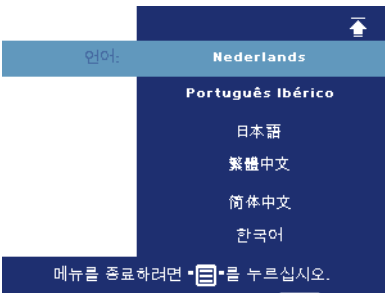 언어:
Nederlands
Português Ibérico
日本語
繁體中文
简体中文
한국어
메뉴를 종료하려면 "를 누르십시오.